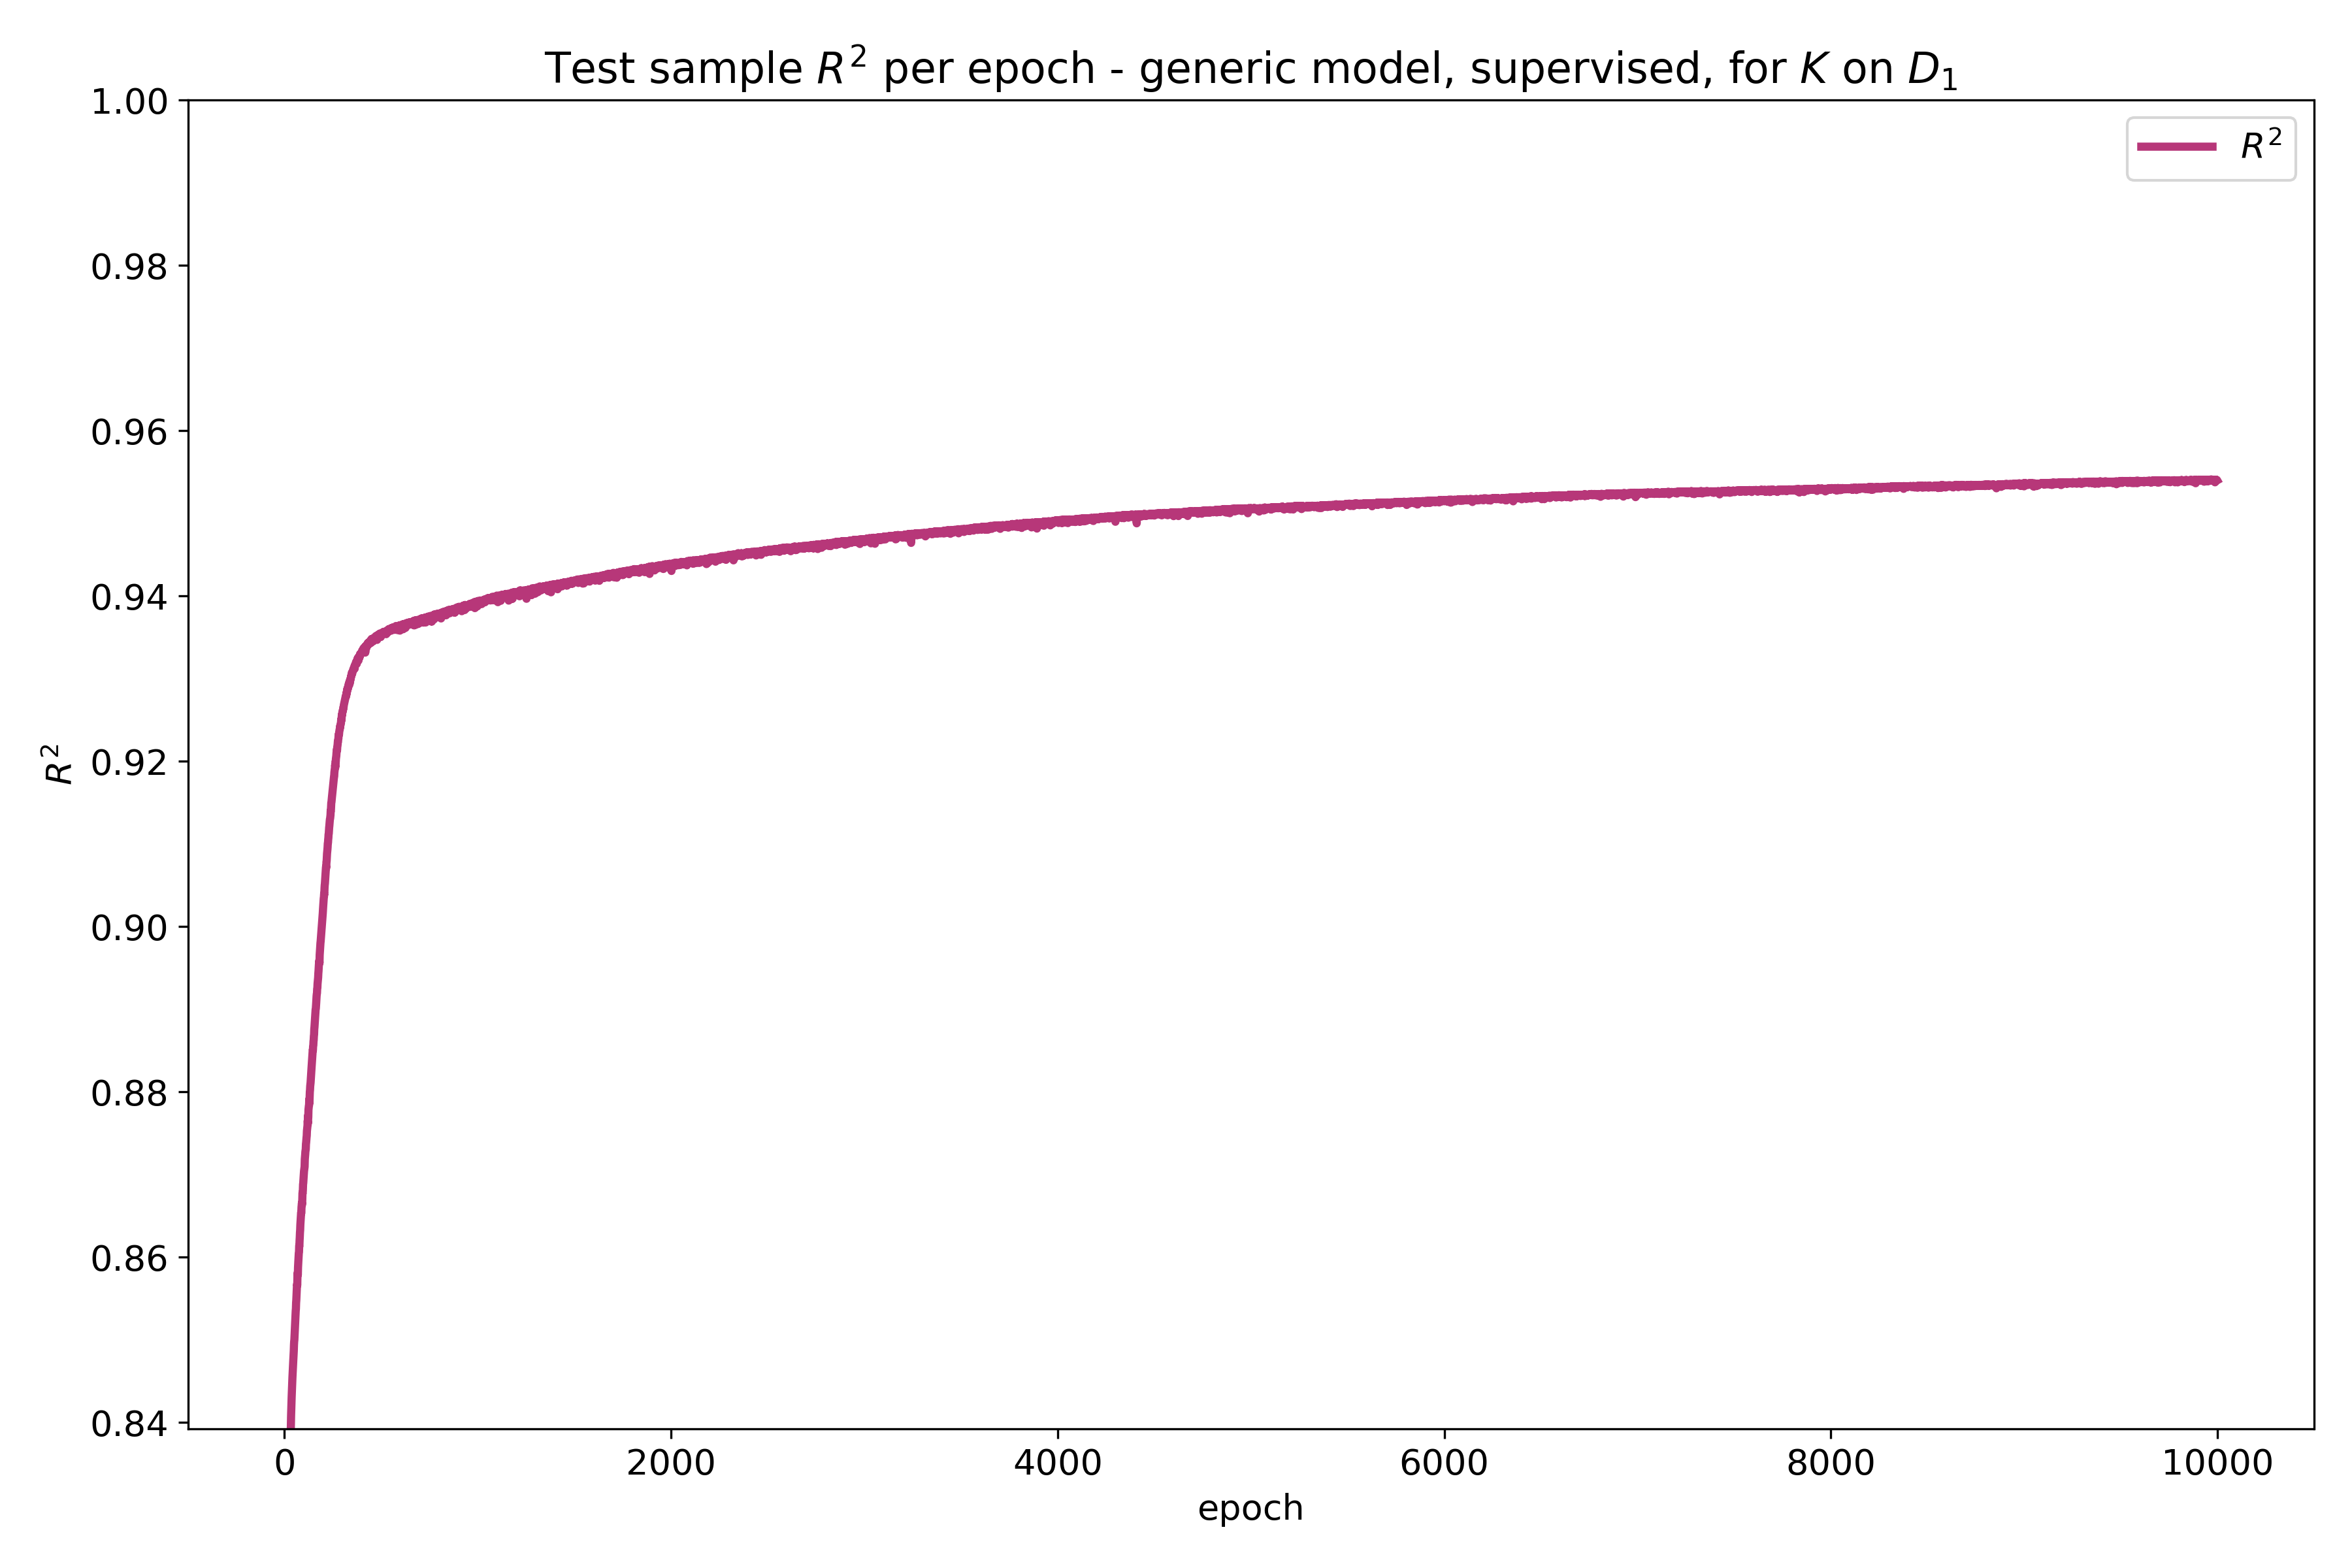 Test sample R² per epoch - generic model, supervised, for K on D₁
R²
1.00
0.98
0.96
0.94
0.92
0.90
0.88
0.86
0.84
R²
0 2000 4000 6000 8000 10000
epoch